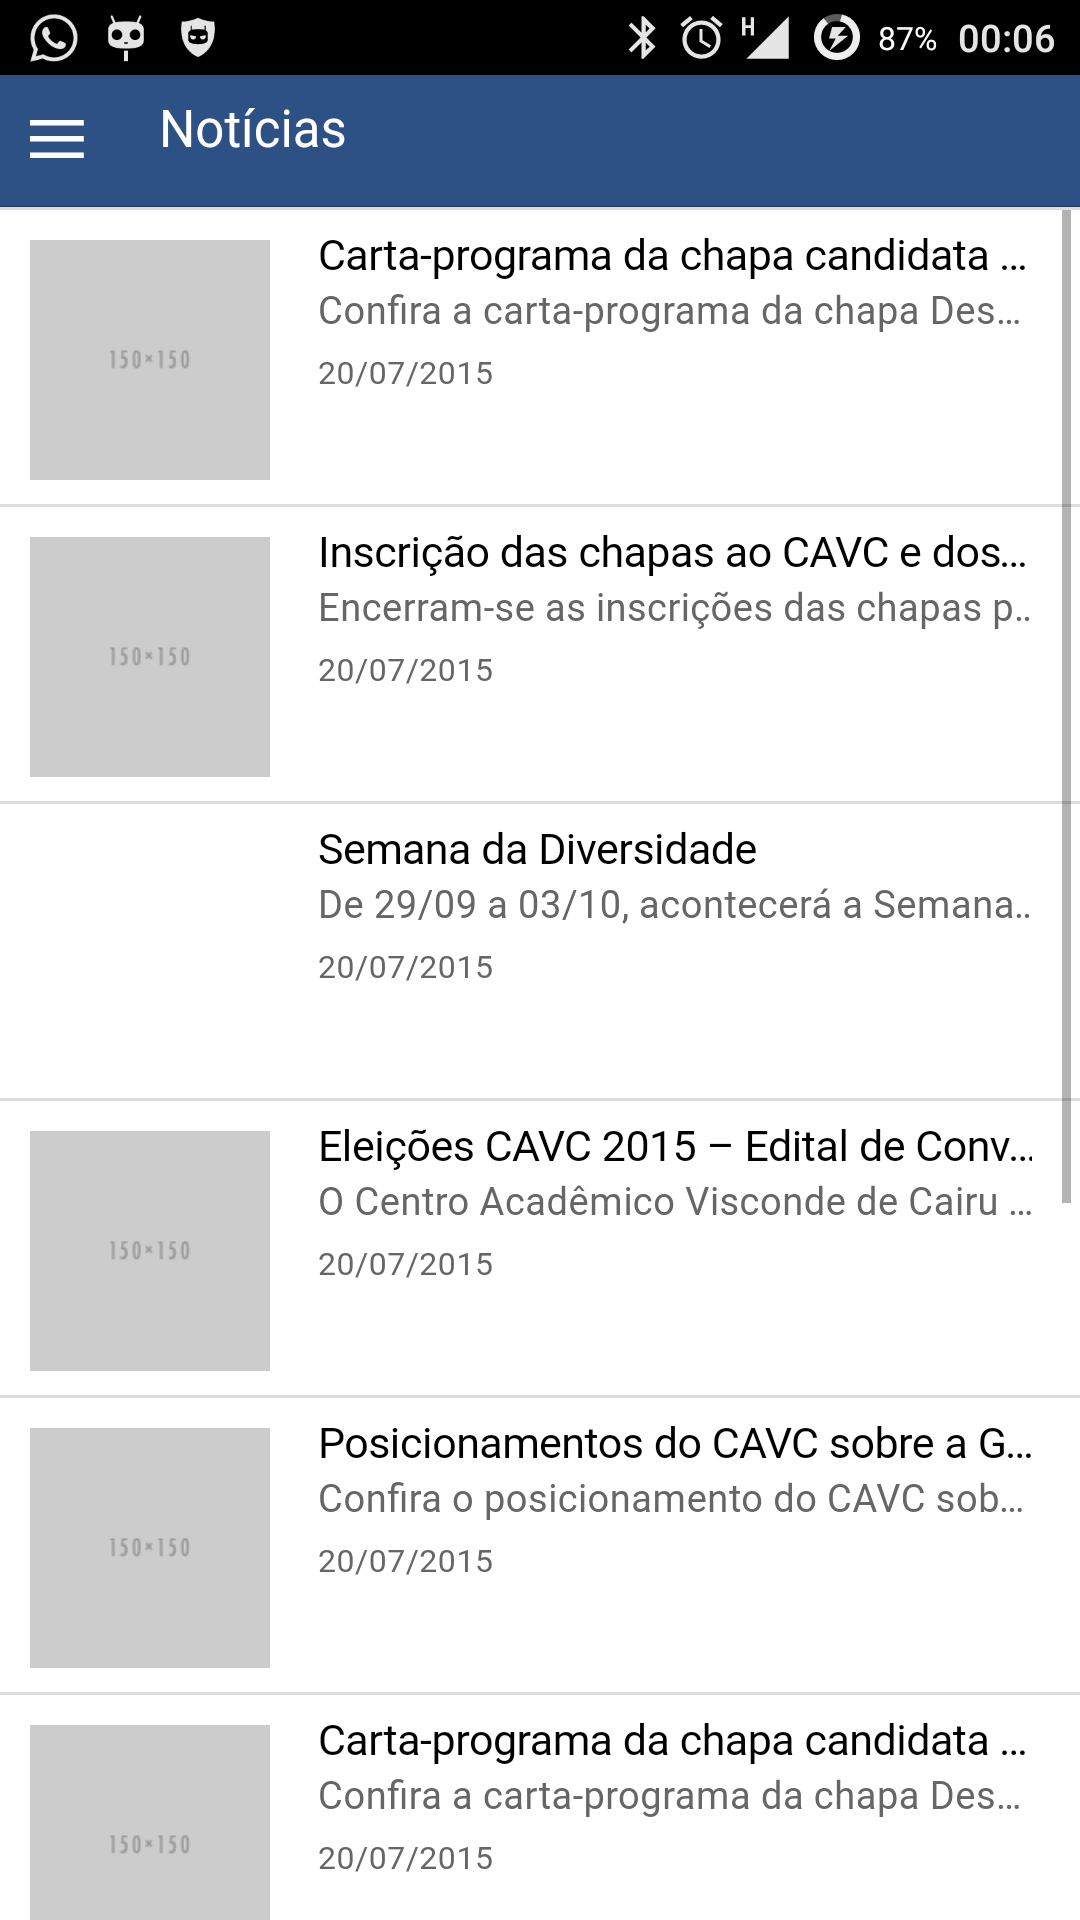 H 87% 00:06
Notícias
Carta-programa da chapa candidata ...
150×150
Confira a carta-programa da chapa Des...
20/07/2015
Inscrição das chapas ao CAVC e dos...
150×150
Encerram-se as inscrições das chapas p..
20/07/2015
Semana da Diversidade
De 29/09 a 03/10, acontecerá a Semana..
20/07/2015
Eleições CAVC 2015 – Edital de Conv...
150×150
O Centro Acadêmico Visconde de Cairu ...
20/07/2015
Posicionamentos do CAVC sobre a G...
150×150
Confira o posicionamento do CAVC sob...
20/07/2015
Carta-programa da chapa candidata ...
150×150
Confira a carta-programa da chapa Des...
20/07/2015